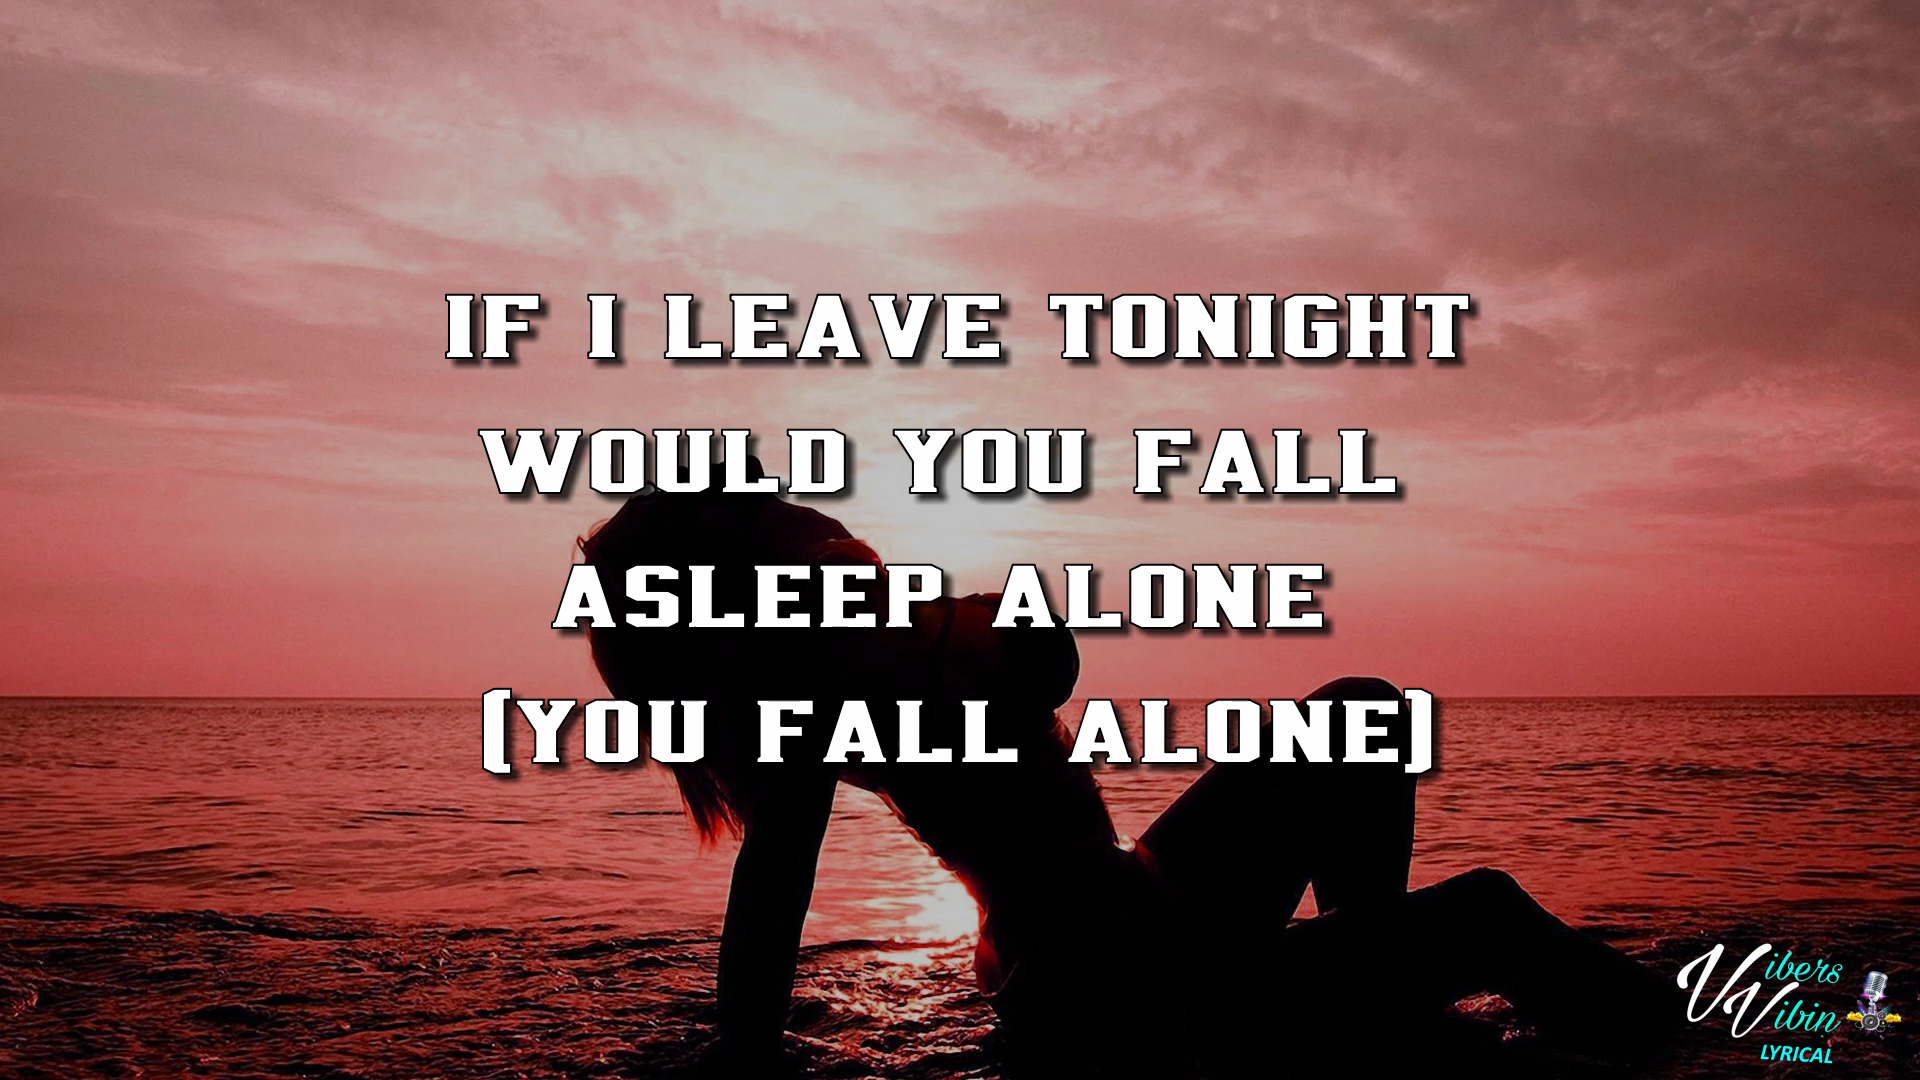 IF I LEAVE TONIGHT
WOULD YOU FALL
ASLEEP ALONE
(YOU FALL ALONE)
Vibers
Vibin
LYRICAL